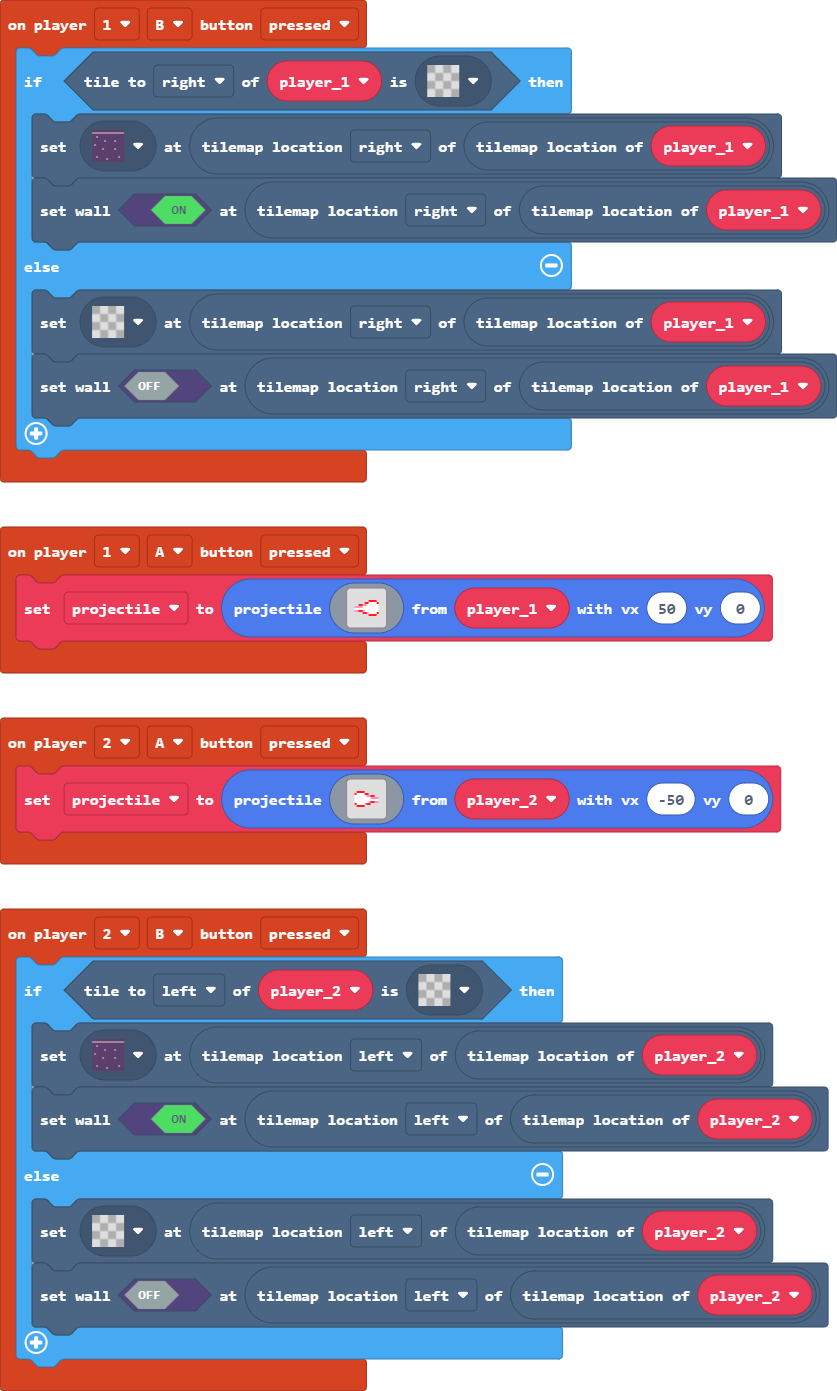 on player 1 B button pressed
if tile to right of player_1 is then
set at tilemap location right of tilemap location of player_1
set wall ON at tilemap location right of tilemap location of player_1
else
set at tilemap location right of tilemap location of player_1
set wall OFF at tilemap location right of tilemap location of player_1
on player 1 A button pressed
set projectile to projectile from player_1 with vx 50 vy 0
on player 2 A button pressed
set projectile to projectile from player_2 with vx -50 vy 0
on player 2 B button pressed
if tile to left of player_2 is then
set at tilemap location left of tilemap location of player_2
set wall ON at tilemap location left of tilemap location of player_2
else
set at tilemap location left of tilemap location of player_2
set wall OFF at tilemap location left of tilemap location of player_2